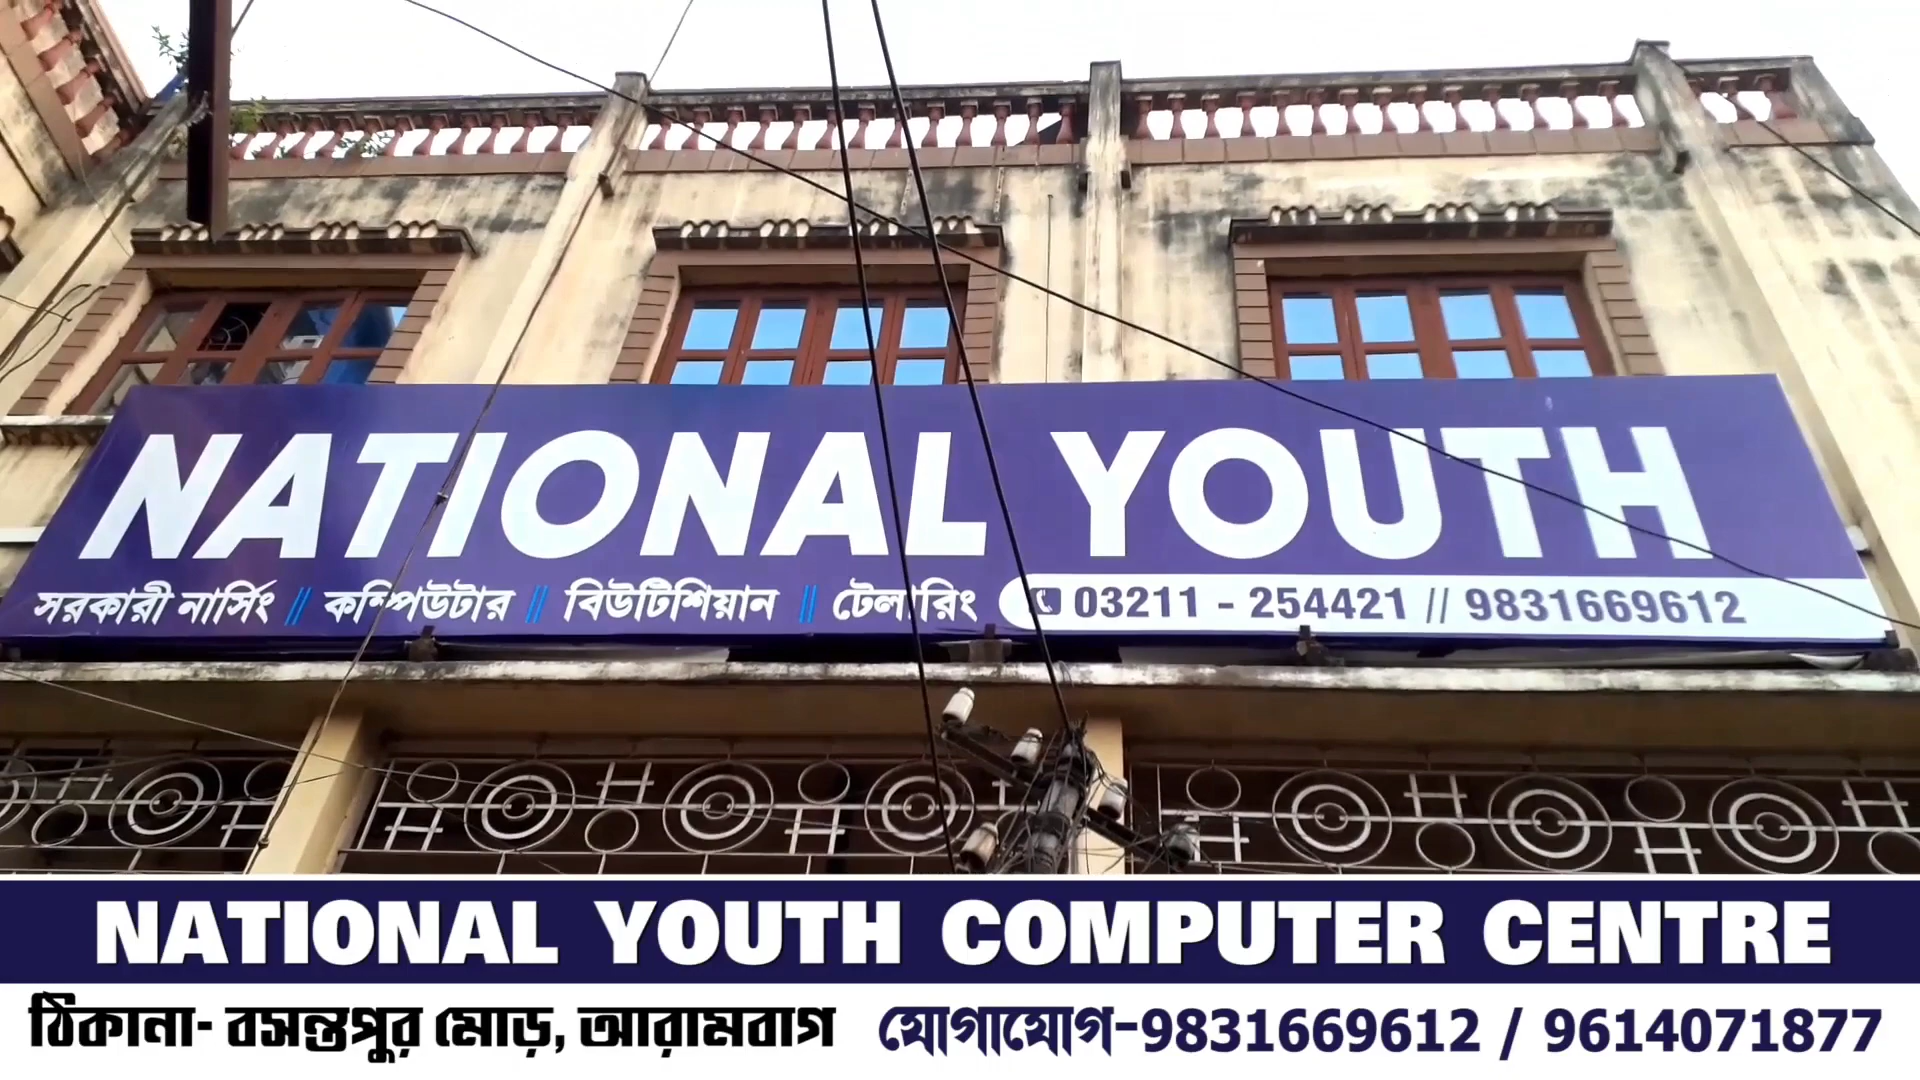 NATIONAL YOUTH
সরকারী নার্সিং // কম্পিউটার // বিউটিশিয়ান // টেলারিং 03211 - 254421 // 9831669612
NATIONAL YOUTH COMPUTER CENTRE
ঠিকানা- বসন্তপুর মোড়, আরামবাগ যোগাযোগ-9831669612 / 9614071877